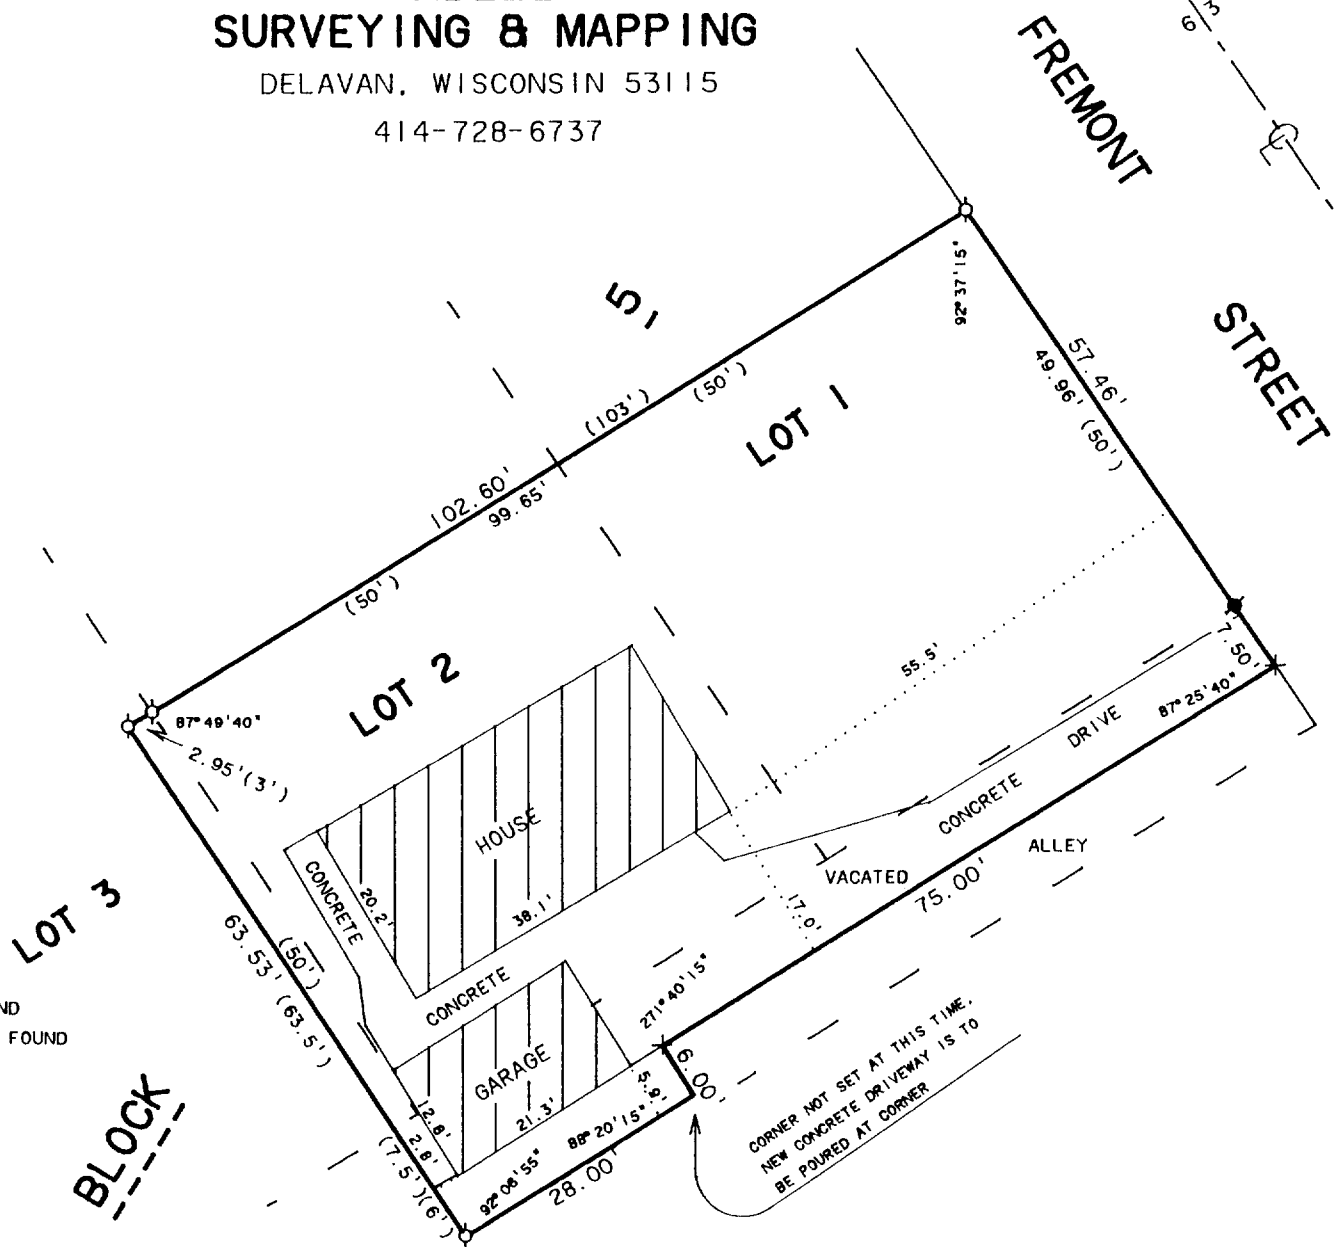 SURVEYING & MAPPING
DELAVAN, WISCONSIN 53115
414-728-6737
FREMONT
STREET
63
5,
92°37'15"
57.46'
49.96' (50')
(103')
(50')
LOT 1
102.60'
99.65'
(50')
LOT 2
87°49'40"
2.95'(3')
55.5'
7.50'
87°25'40"
HOUSE
20.2'
38.1'
CONCRETE
CONCRETE DRIVE
VACATED
ALLEY
75.00'
17.0'
LOT 3
63.53' (63.5')
(50')
CONCRETE
271°40'15"
6.00'
GARAGE
12.8'
2.8'
21.3'
5.9'
88°20'15"
92°08'55"
28.00'
(7.5')(6')
FOUND
BLOCK
CORNER NOT SET AT THIS TIME.
NEW CONCRETE DRIVEWAY IS TO
BE POURED AT CORNER